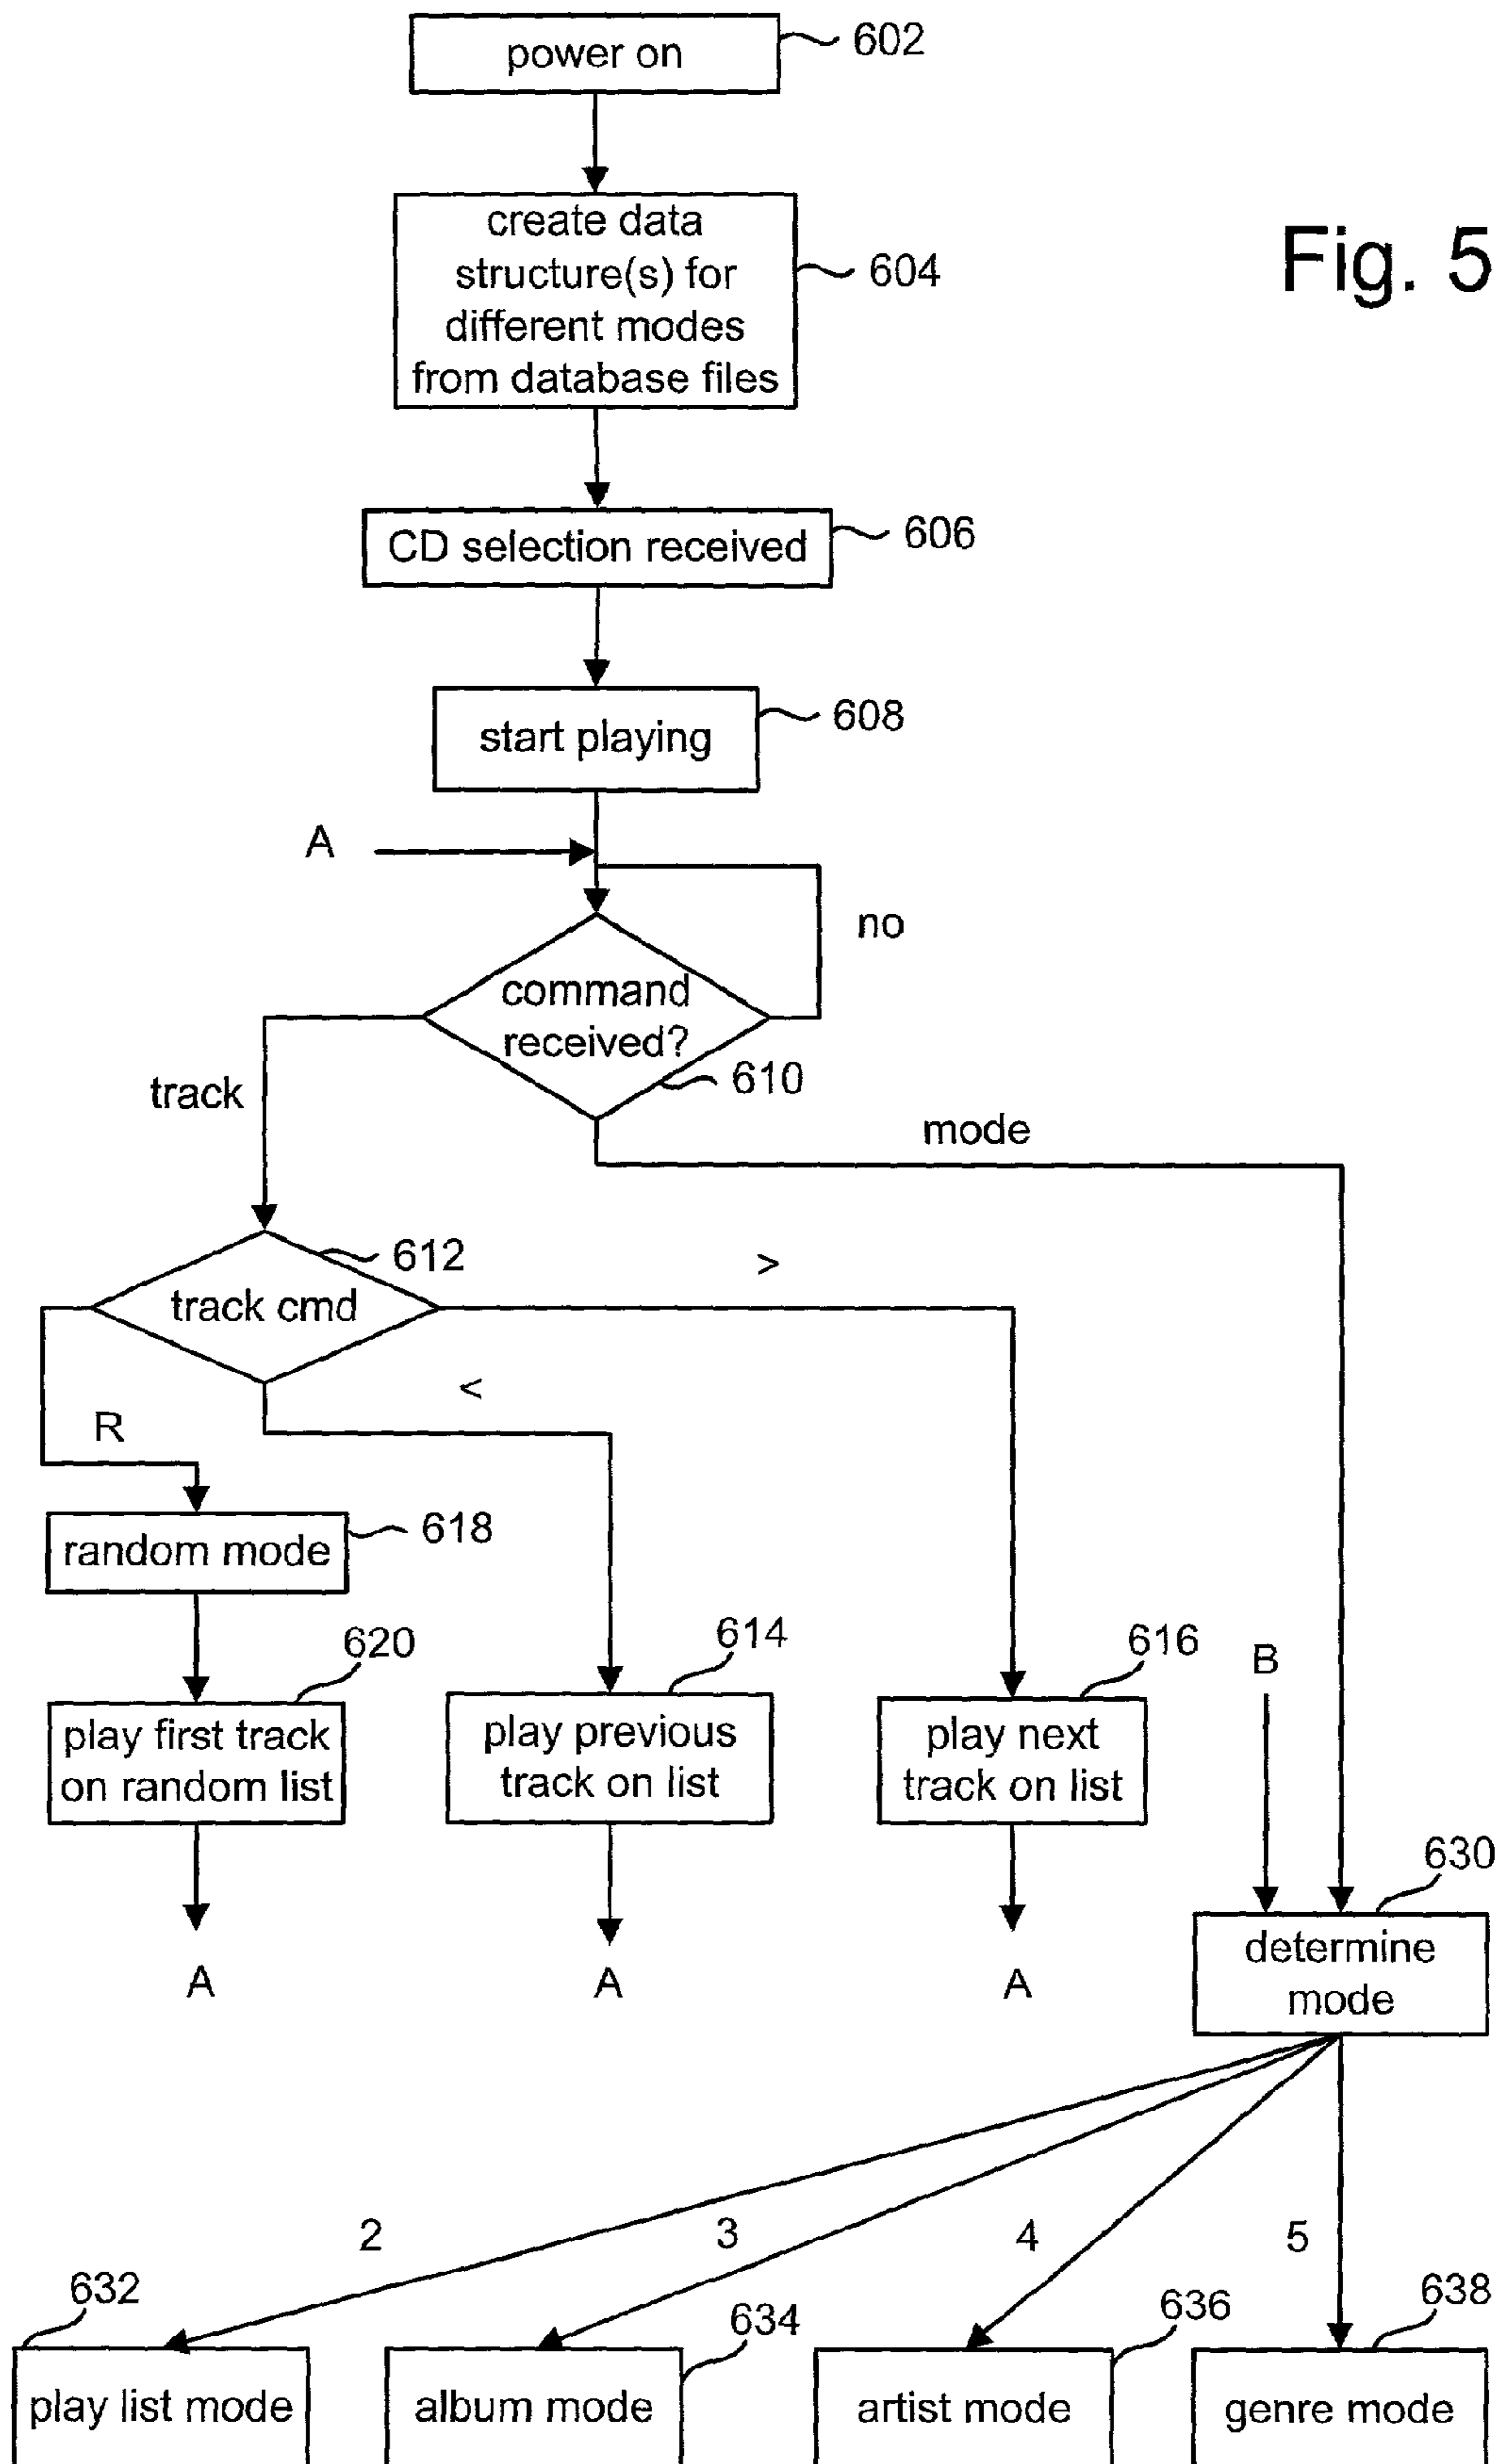 power on
602
create data
structure(s) for
different modes
from database files
604
Fig. 5
CD selection received
606
start playing
608
A
no
command
received?
610
track
mode
612
track cmd
>
<
R
random mode
618
620
play first track
on random list
614
play previous
track on list
616
play next
track on list
B
630
determine
mode
A
A
A
2
3
4
5
632
play list mode
634
album mode
636
artist mode
638
genre mode